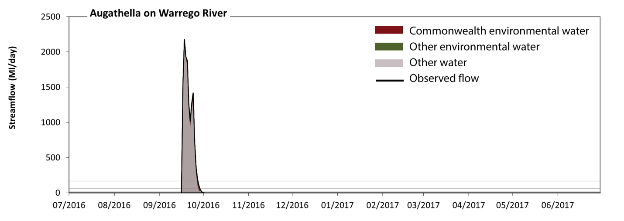 Augathella on Warrego River
Streamflow (Ml/day)
2500
2000
1500
1000
500
0
Commonwealth environmental water
Other environmental water
Other water
Observed flow
07/2016 08/2016 09/2016 10/2016 11/2016 12/2016 01/2017 02/2017 03/2017 04/2017 05/2017 06/2017